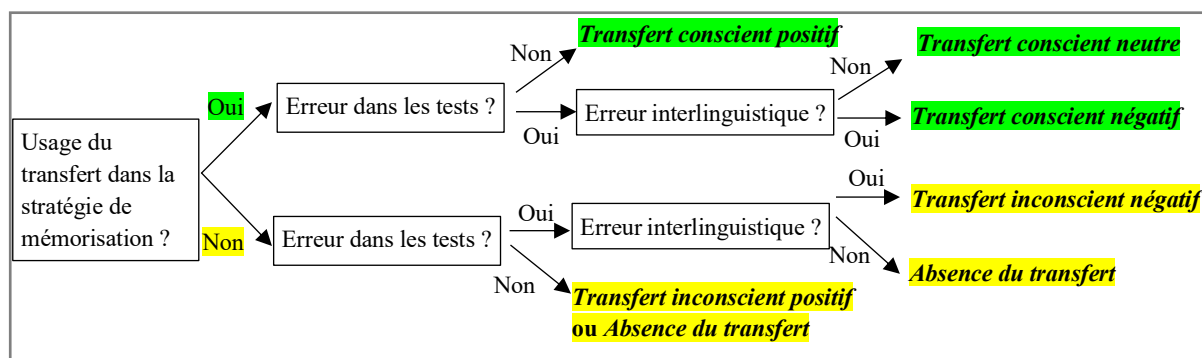 Usage du
transfert dans la
stratégie de
mémorisation ?
Oui
Erreur dans les tests ?
Non
Transfert conscient positif
Oui
Erreur interlinguistique ?
Non
Transfert conscient neutre
Oui
Transfert conscient négatif
Non
Erreur dans les tests ?
Oui
Erreur interlinguistique ?
Oui
Transfert inconscient négatif
Non
Absence du transfert
Non
Transfert inconscient positif
ou Absence du transfert